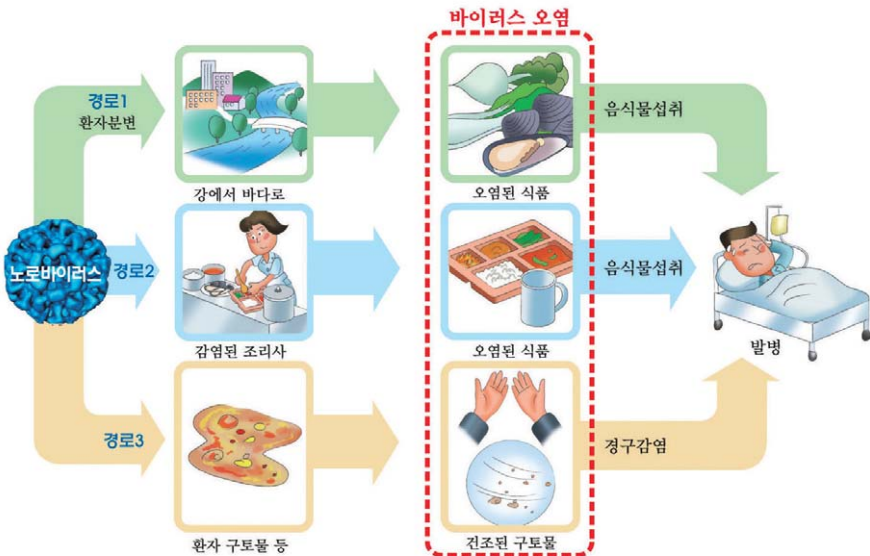 바이러스 오염
경로1
환자분변
강에서 바다로
오염된 식품
음식물섭취
노로바이러스
경로2
감염된 조리사
오염된 식품
음식물섭취
발병
경로3
환자 구토물 등
건조된 구토물
경구감염